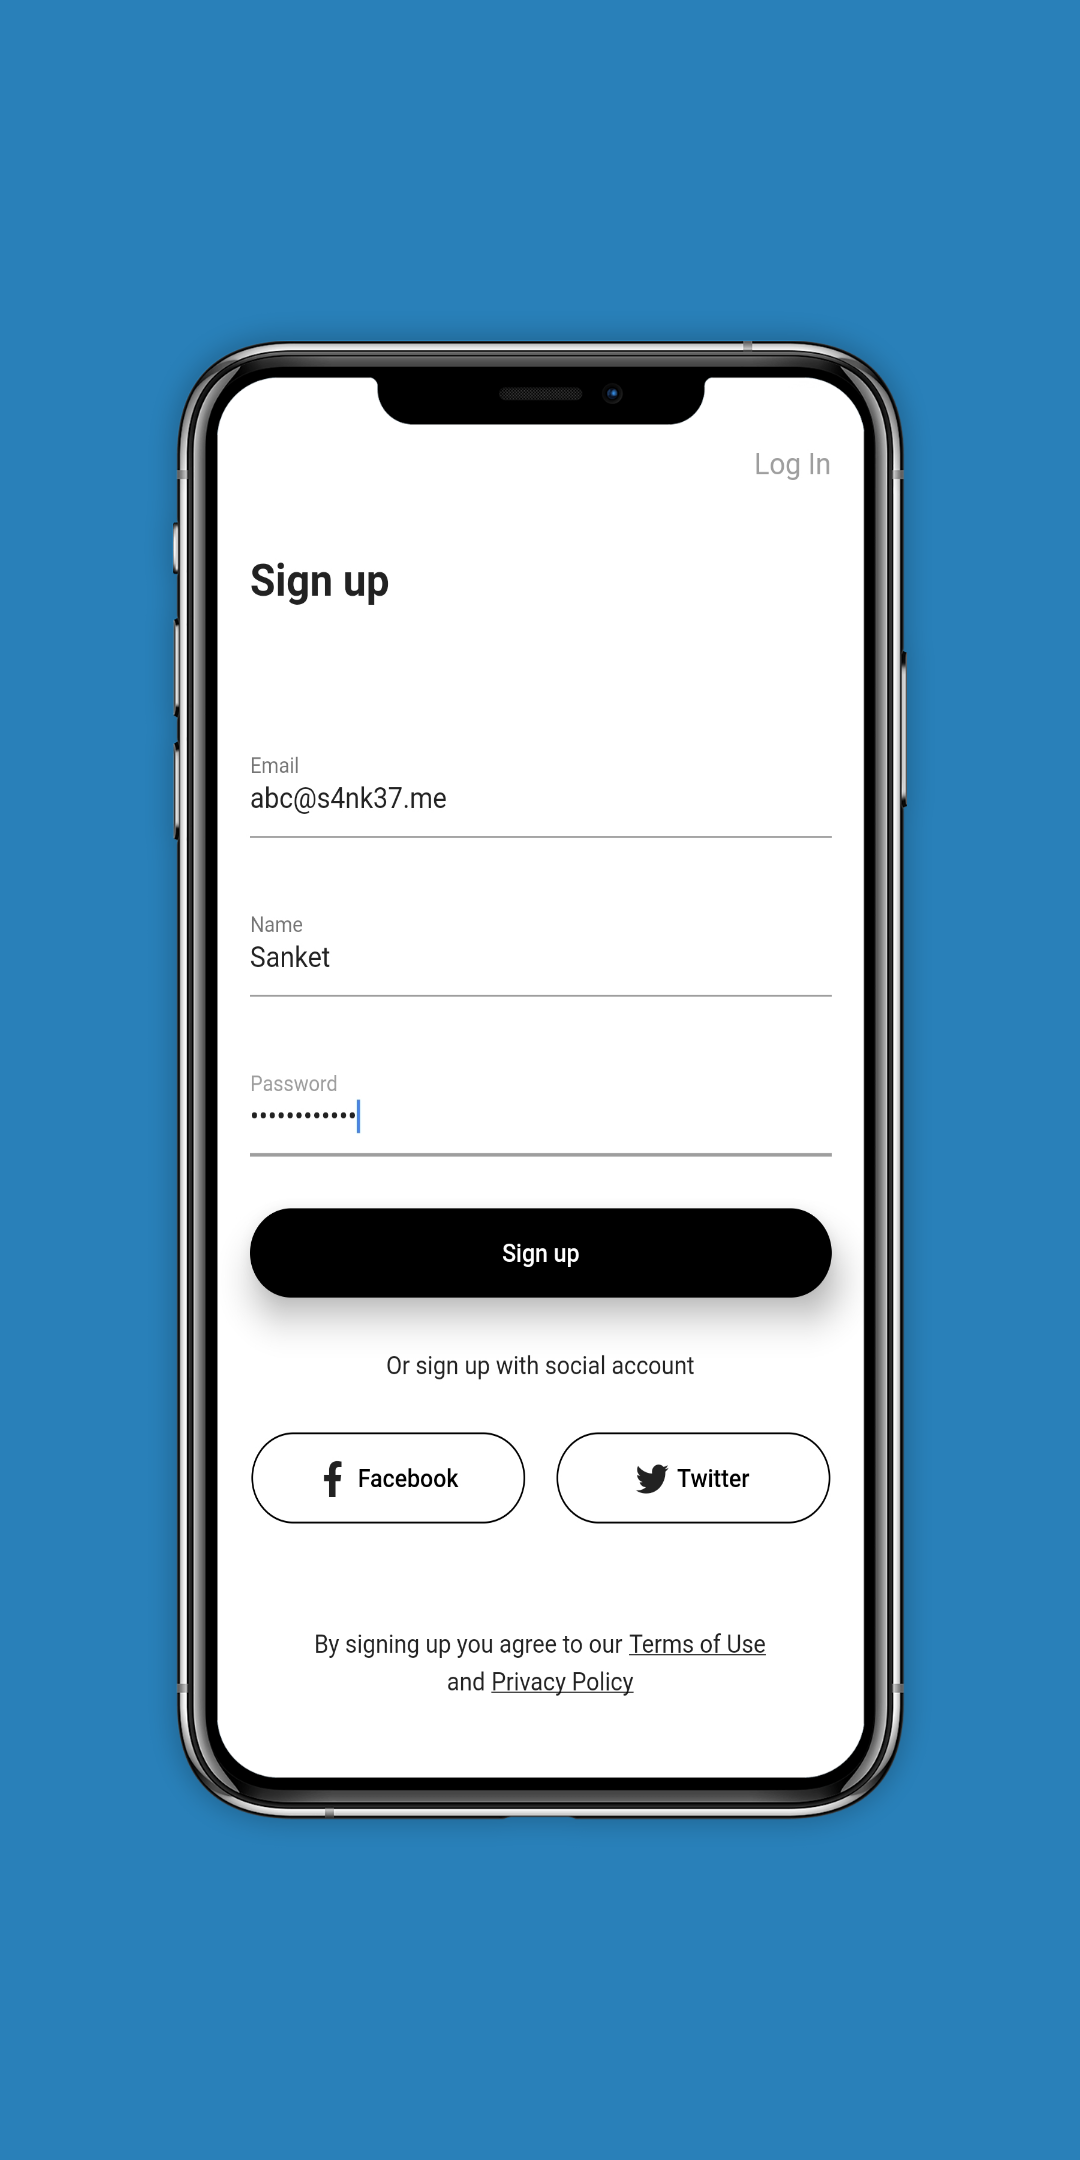 Log In
Sign up
Email
abc@s4nk37.me
Name
Sanket
Password
••••••••••••
Sign up
Or sign up with social account
Facebook
Twitter
By signing up you agree to our Terms of Use
and Privacy Policy